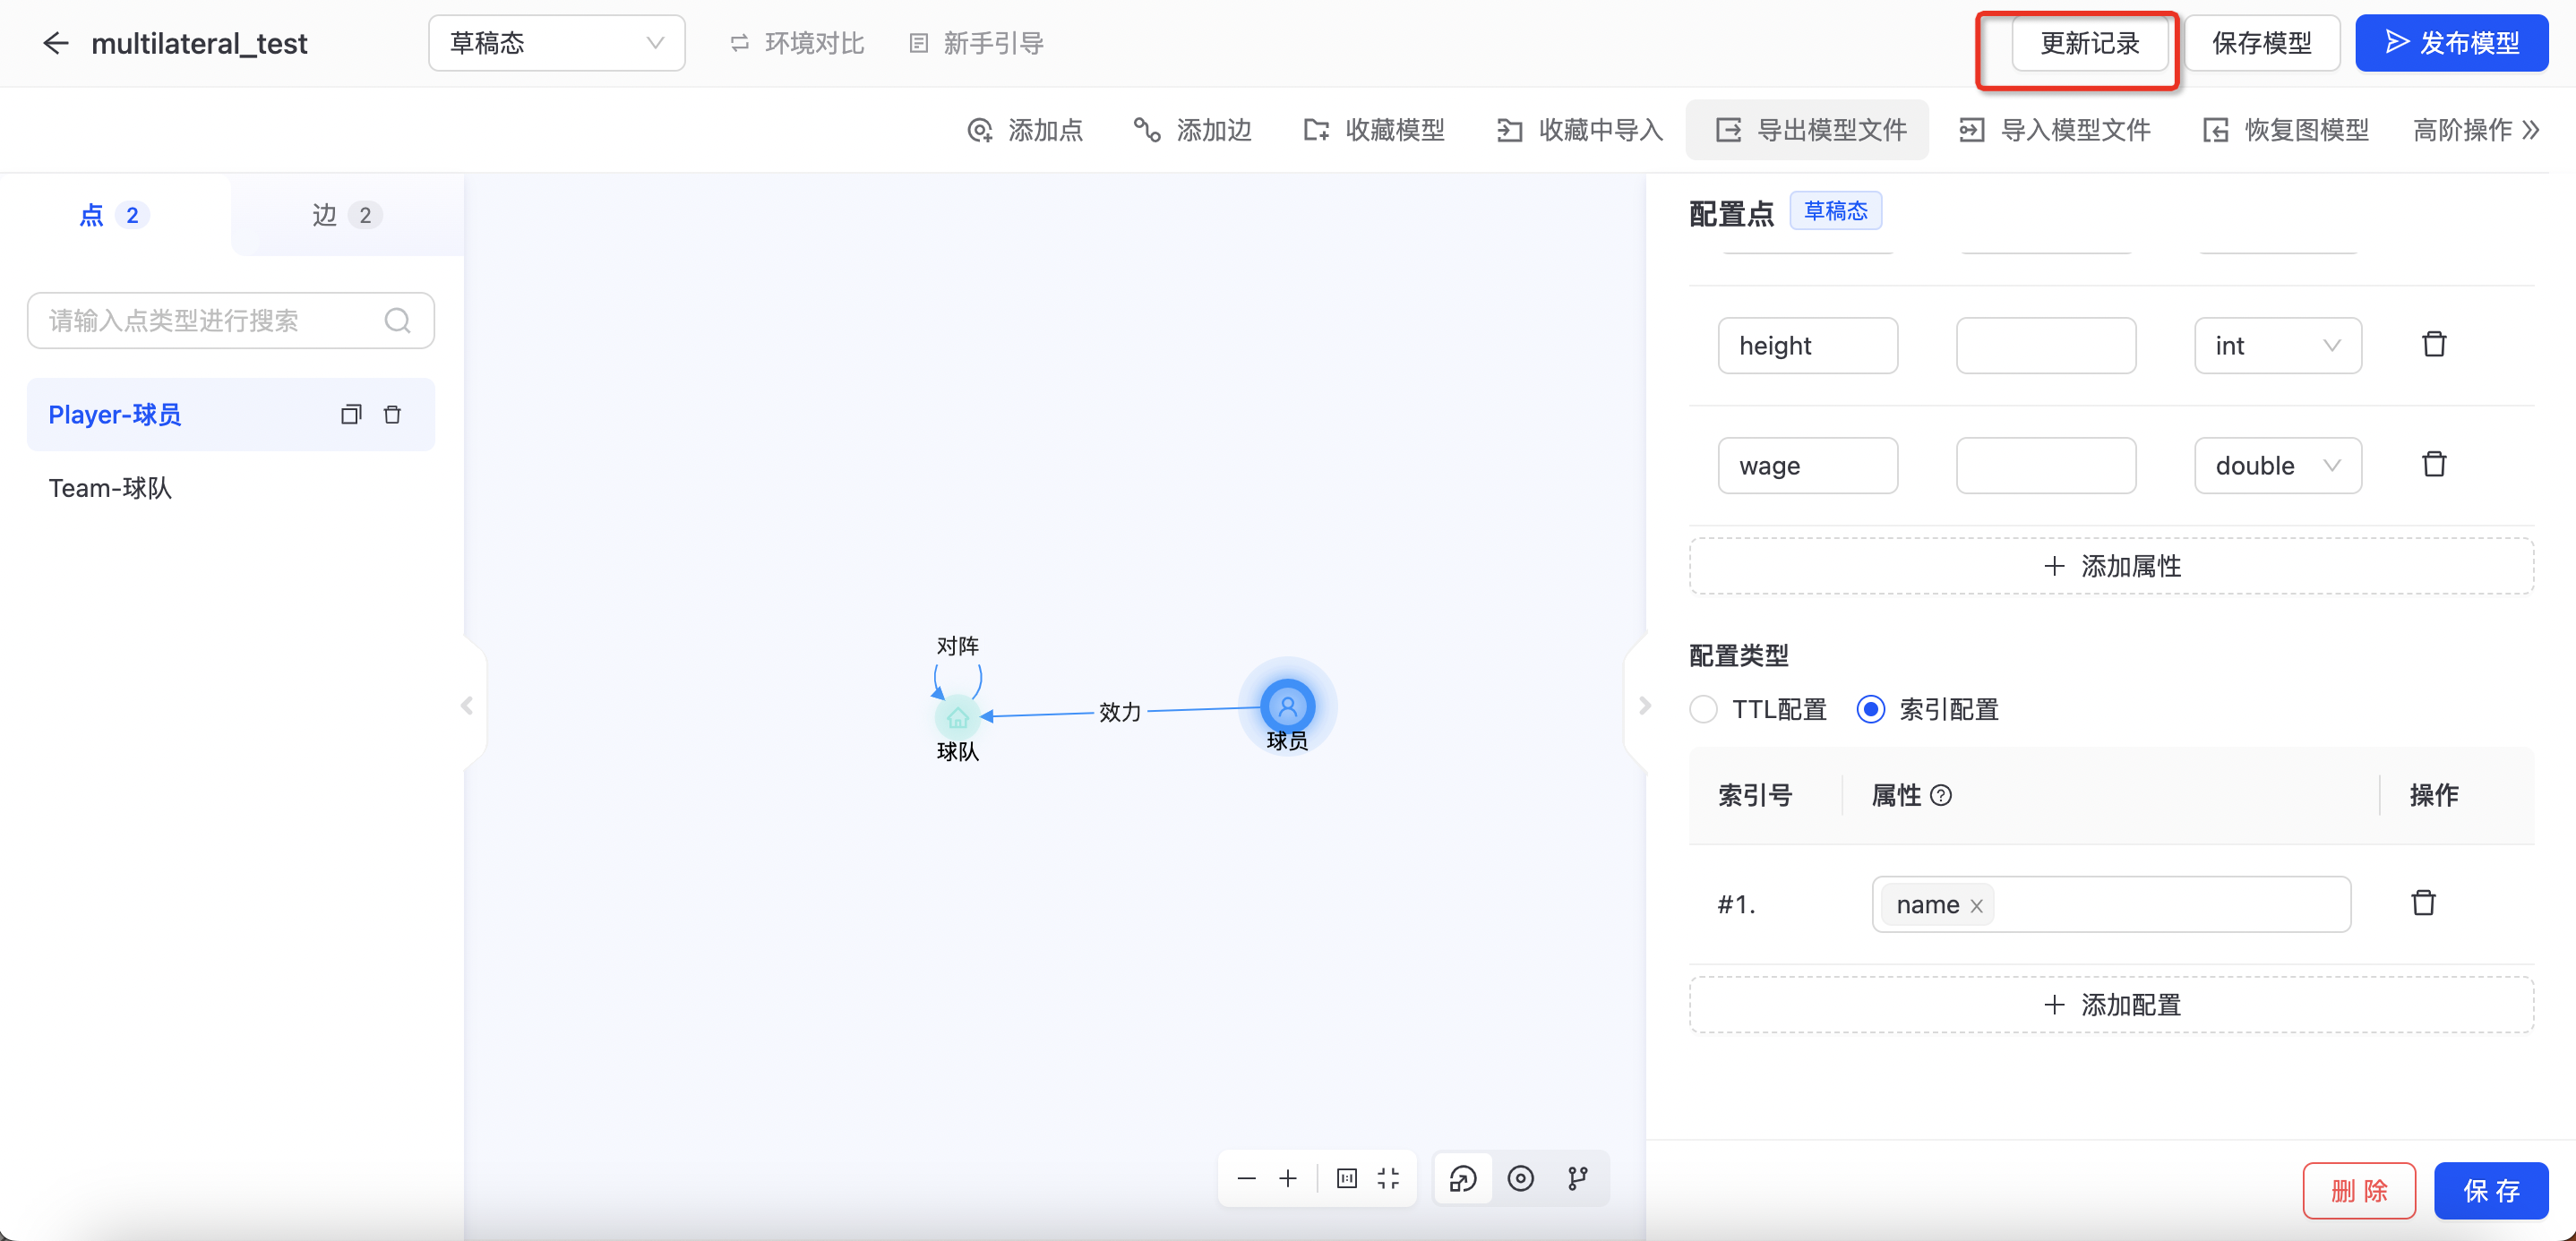 multilateral_test
草稿态
环境对比
新手引导
更新记录
保存模型
发布模型
添加点
添加边
收藏模型
收藏中导入
导出模型文件
导入模型文件
恢复图模型
高阶操作
点 2
边 2
请输入点类型进行搜索
Player-球员
Team-球队
对阵
效力
球队
球员
配置点 草稿态
height
int
wage
double
添加属性
配置类型
TTL配置
索引配置
索引号
属性
操作
#1.
name
添加配置
删 除
保 存